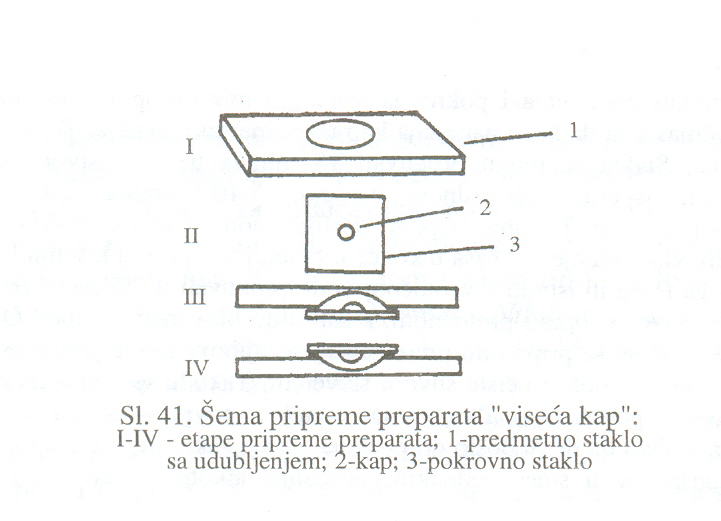 I
1
2
II
3
III
IV
Sl. 41. Šema pripreme preparata "viseća kap":
I-IV - etape pripreme preparata; 1-predmetno staklo
sa udubljenjem; 2-kap; 3-pokrovno staklo